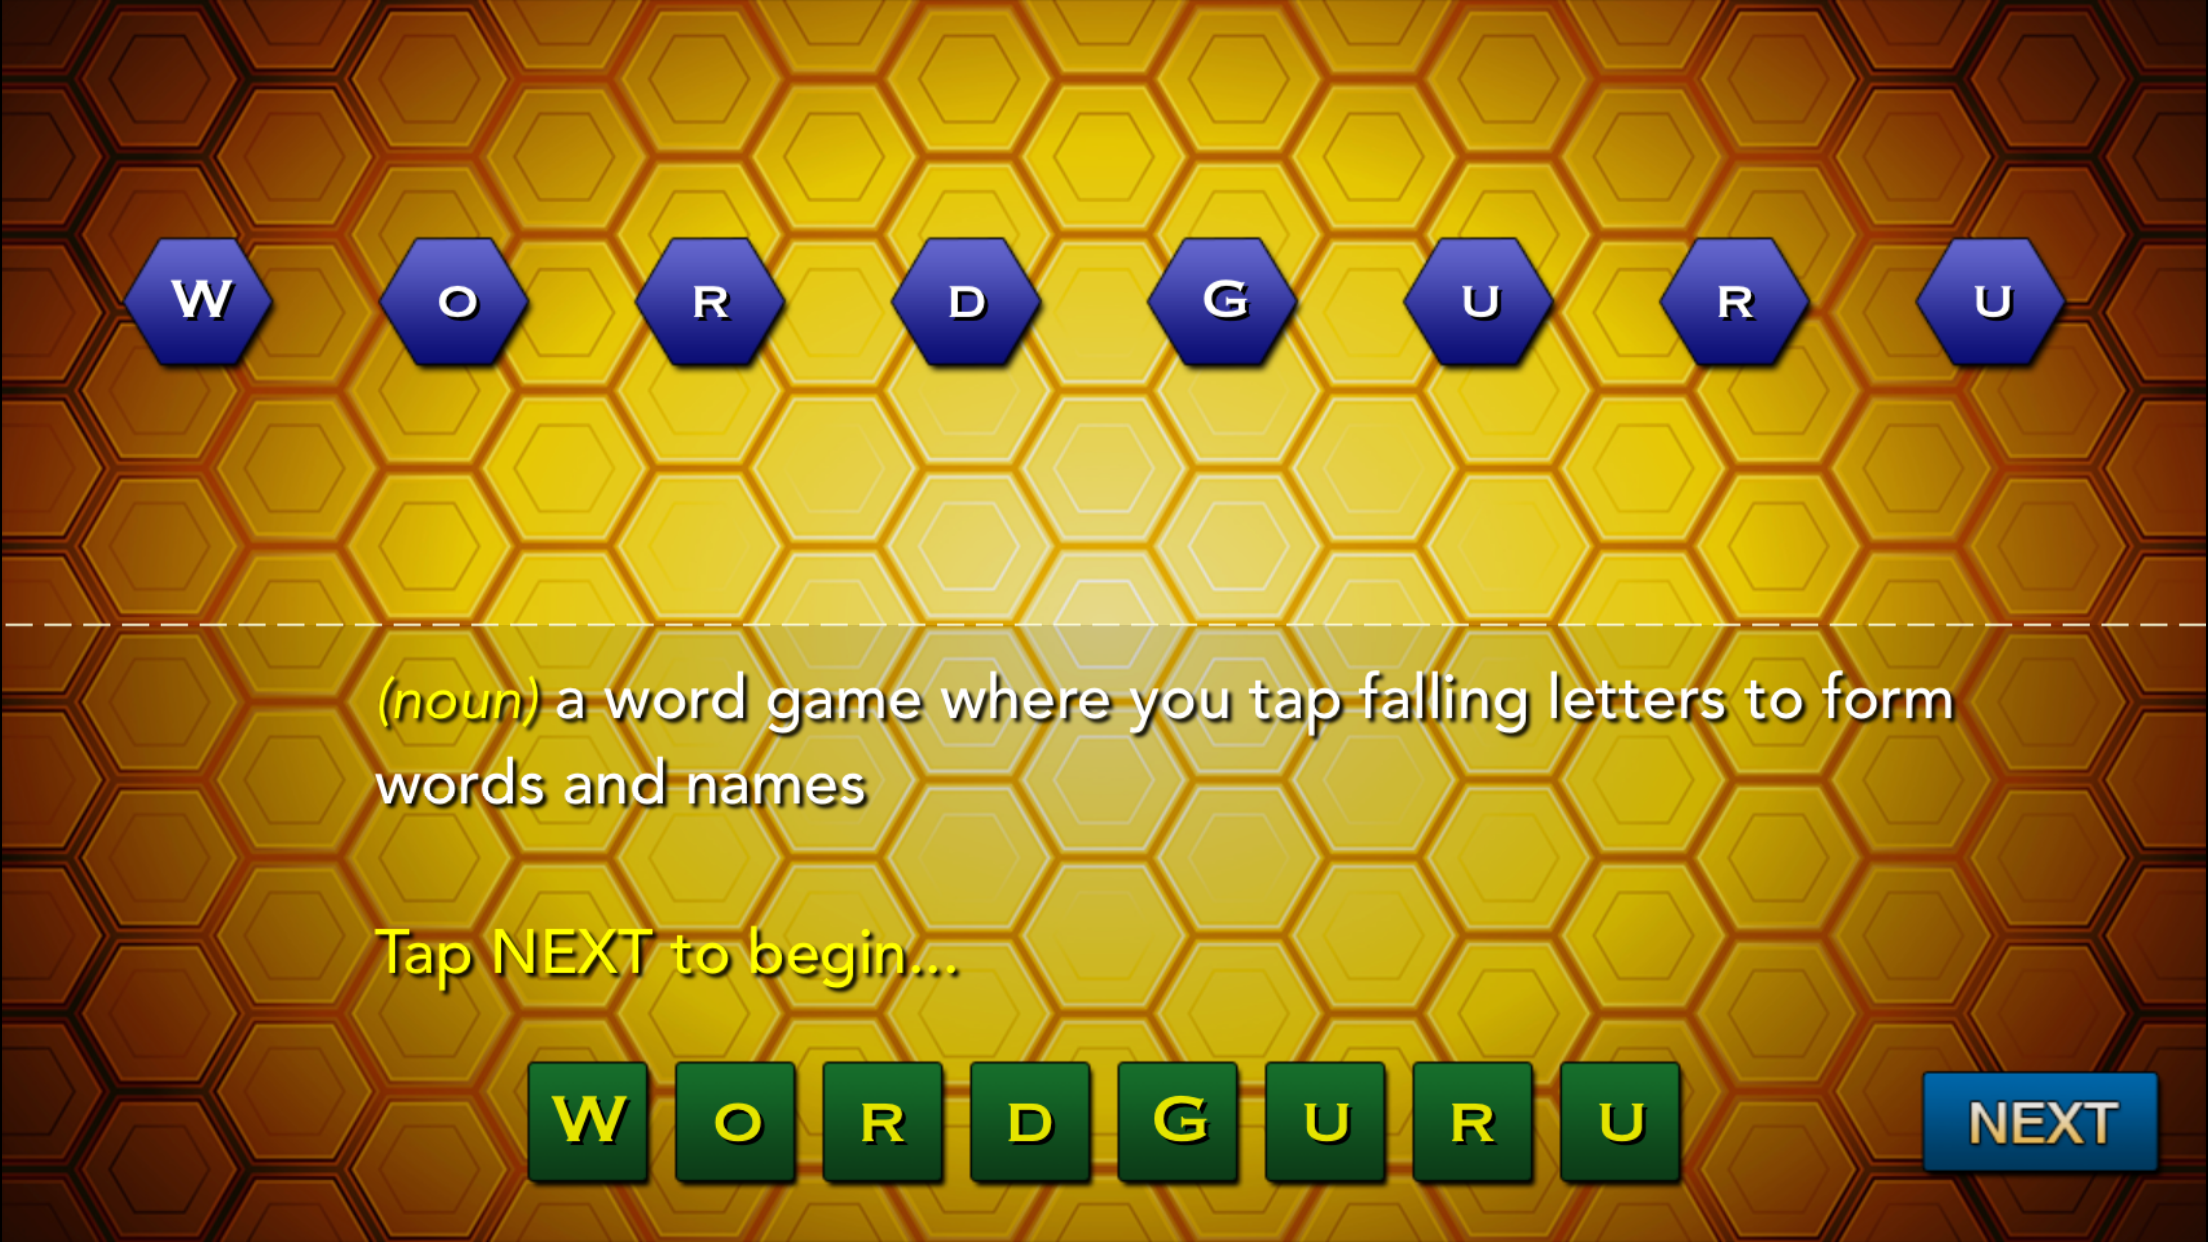 W O R D G U R U
(noun) a word game where you tap falling letters to form
words and names
Tap NEXT to begin...
W O R D G U R U
NEXT